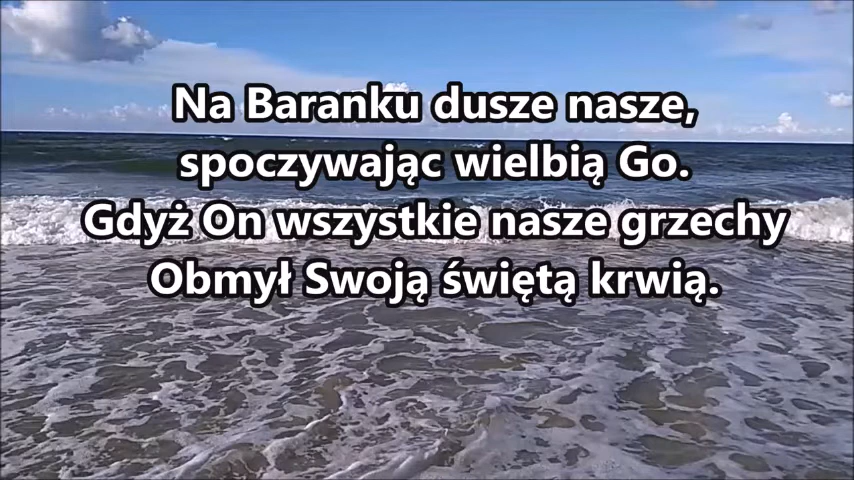 Na Baranku dusze nasze,
spoczywając wielbią Go.
Gdyż On wszystkie nasze grzechy
Obmył Swoją świętą krwią.